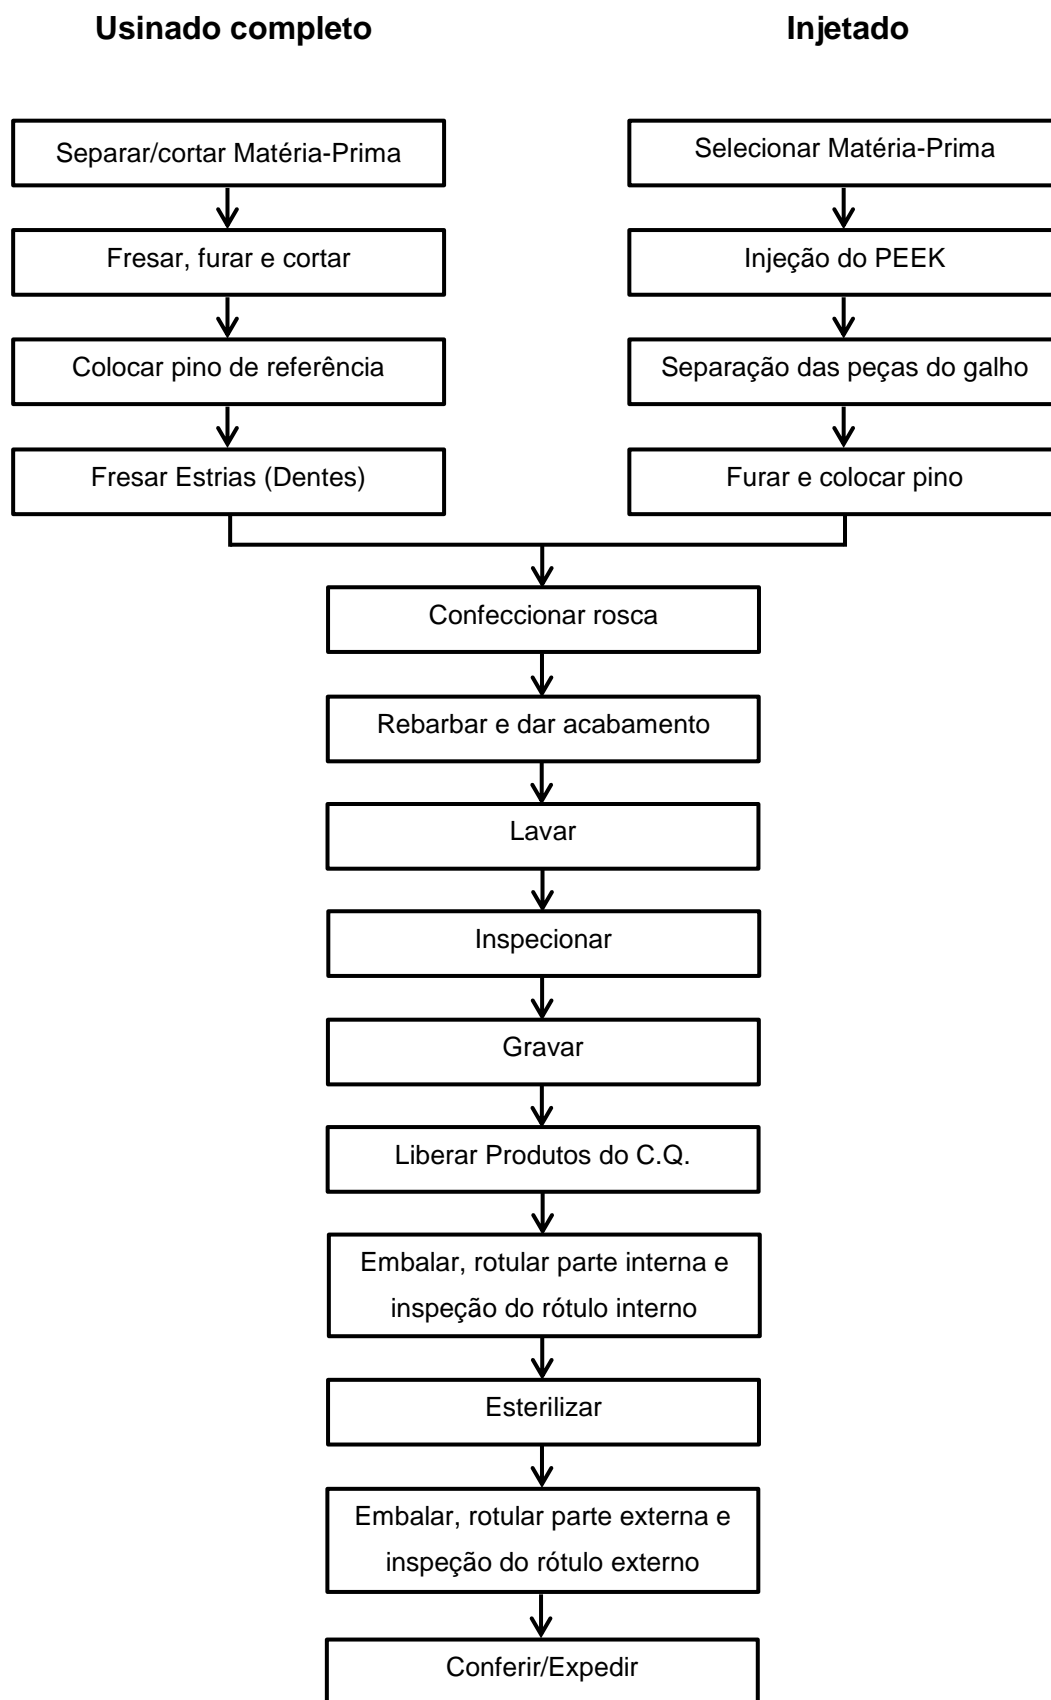 Usinado completo
Injetado
Separar/cortar Matéria-Prima
Selecionar Matéria-Prima
Fresar, furar e cortar
Injeção do PEEK
Colocar pino de referência
Separação das peças do galho
Fresar Estrias (Dentes)
Furar e colocar pino
Confeccionar rosca
Rebarbar e dar acabamento
Lavar
Inspecionar
Gravar
Liberar Produtos do C.Q.
Embalar, rotular parte interna e
inspeção do rótulo interno
Esterilizar
Embalar, rotular parte externa e
inspeção do rótulo externo
Conferir/Expedir